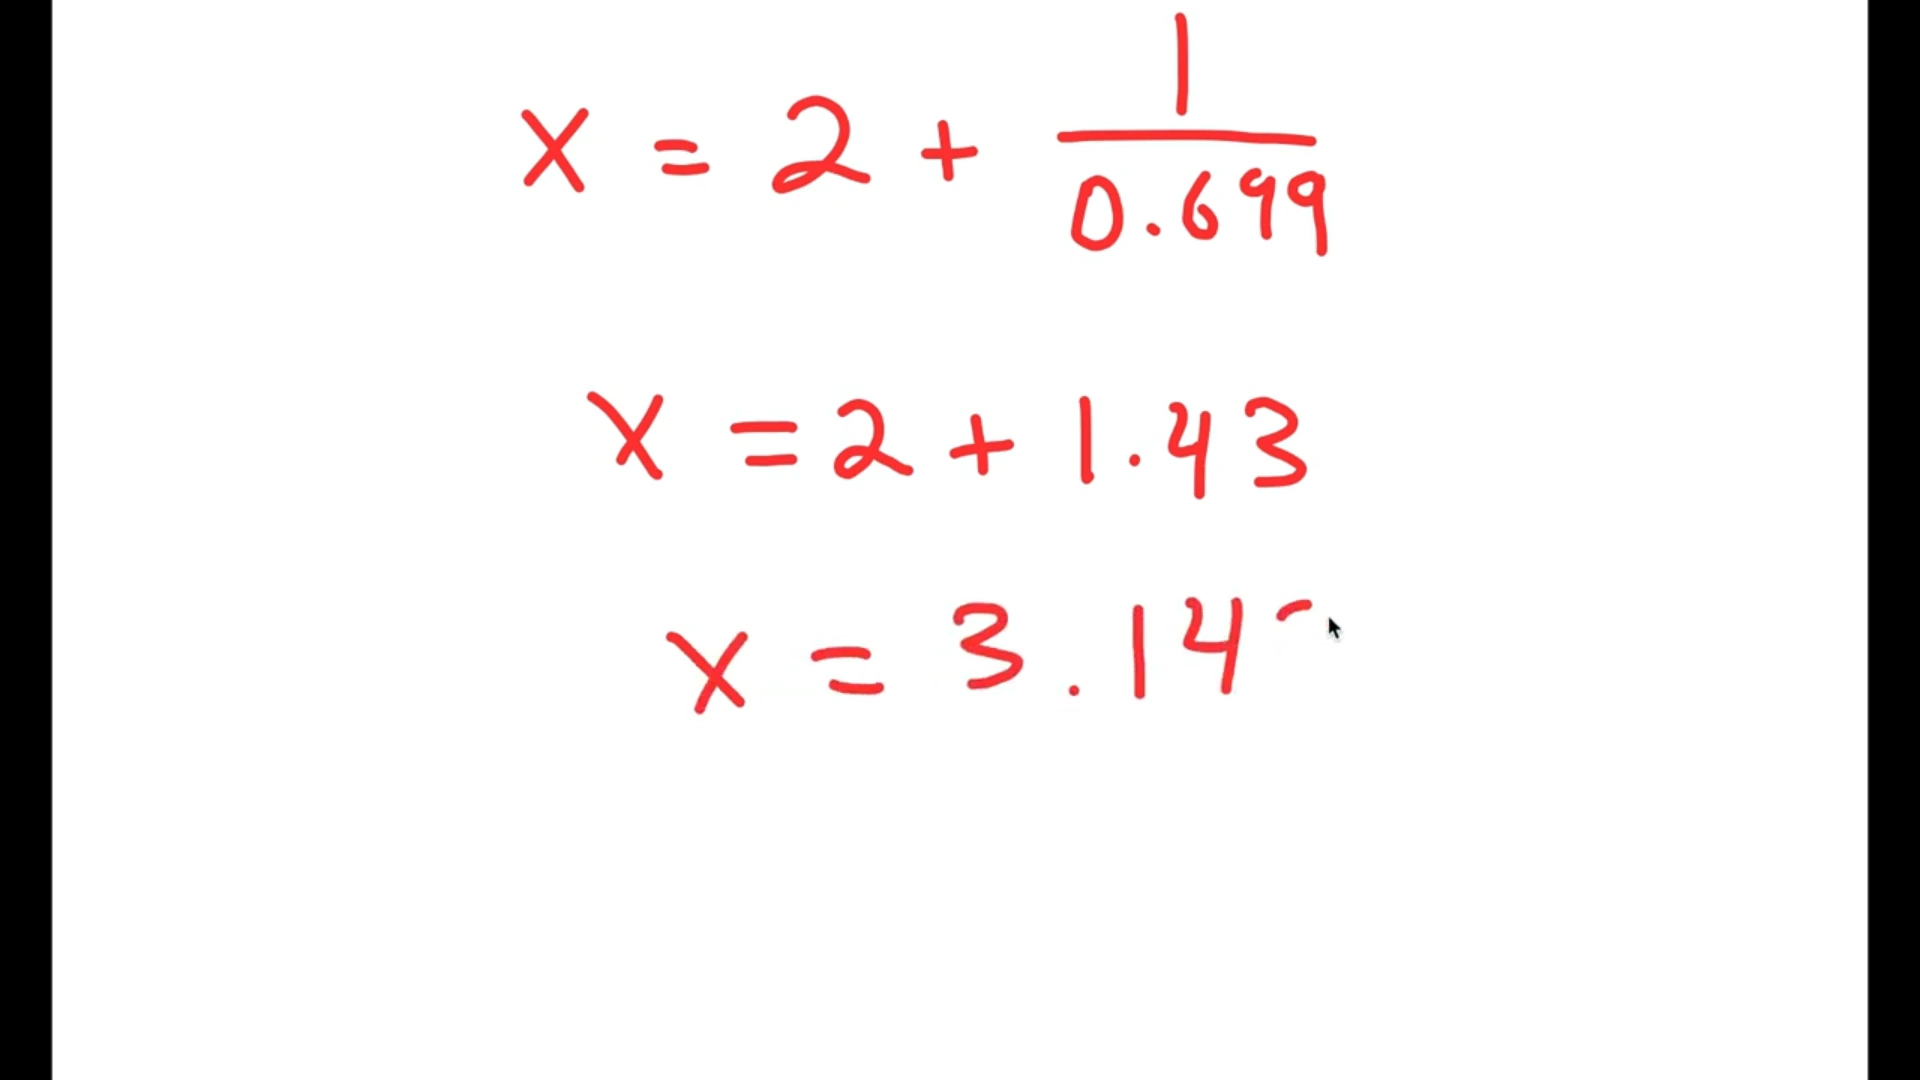 x = 2 + 1/0.699
x = 2 + 1.43
x = 3.14